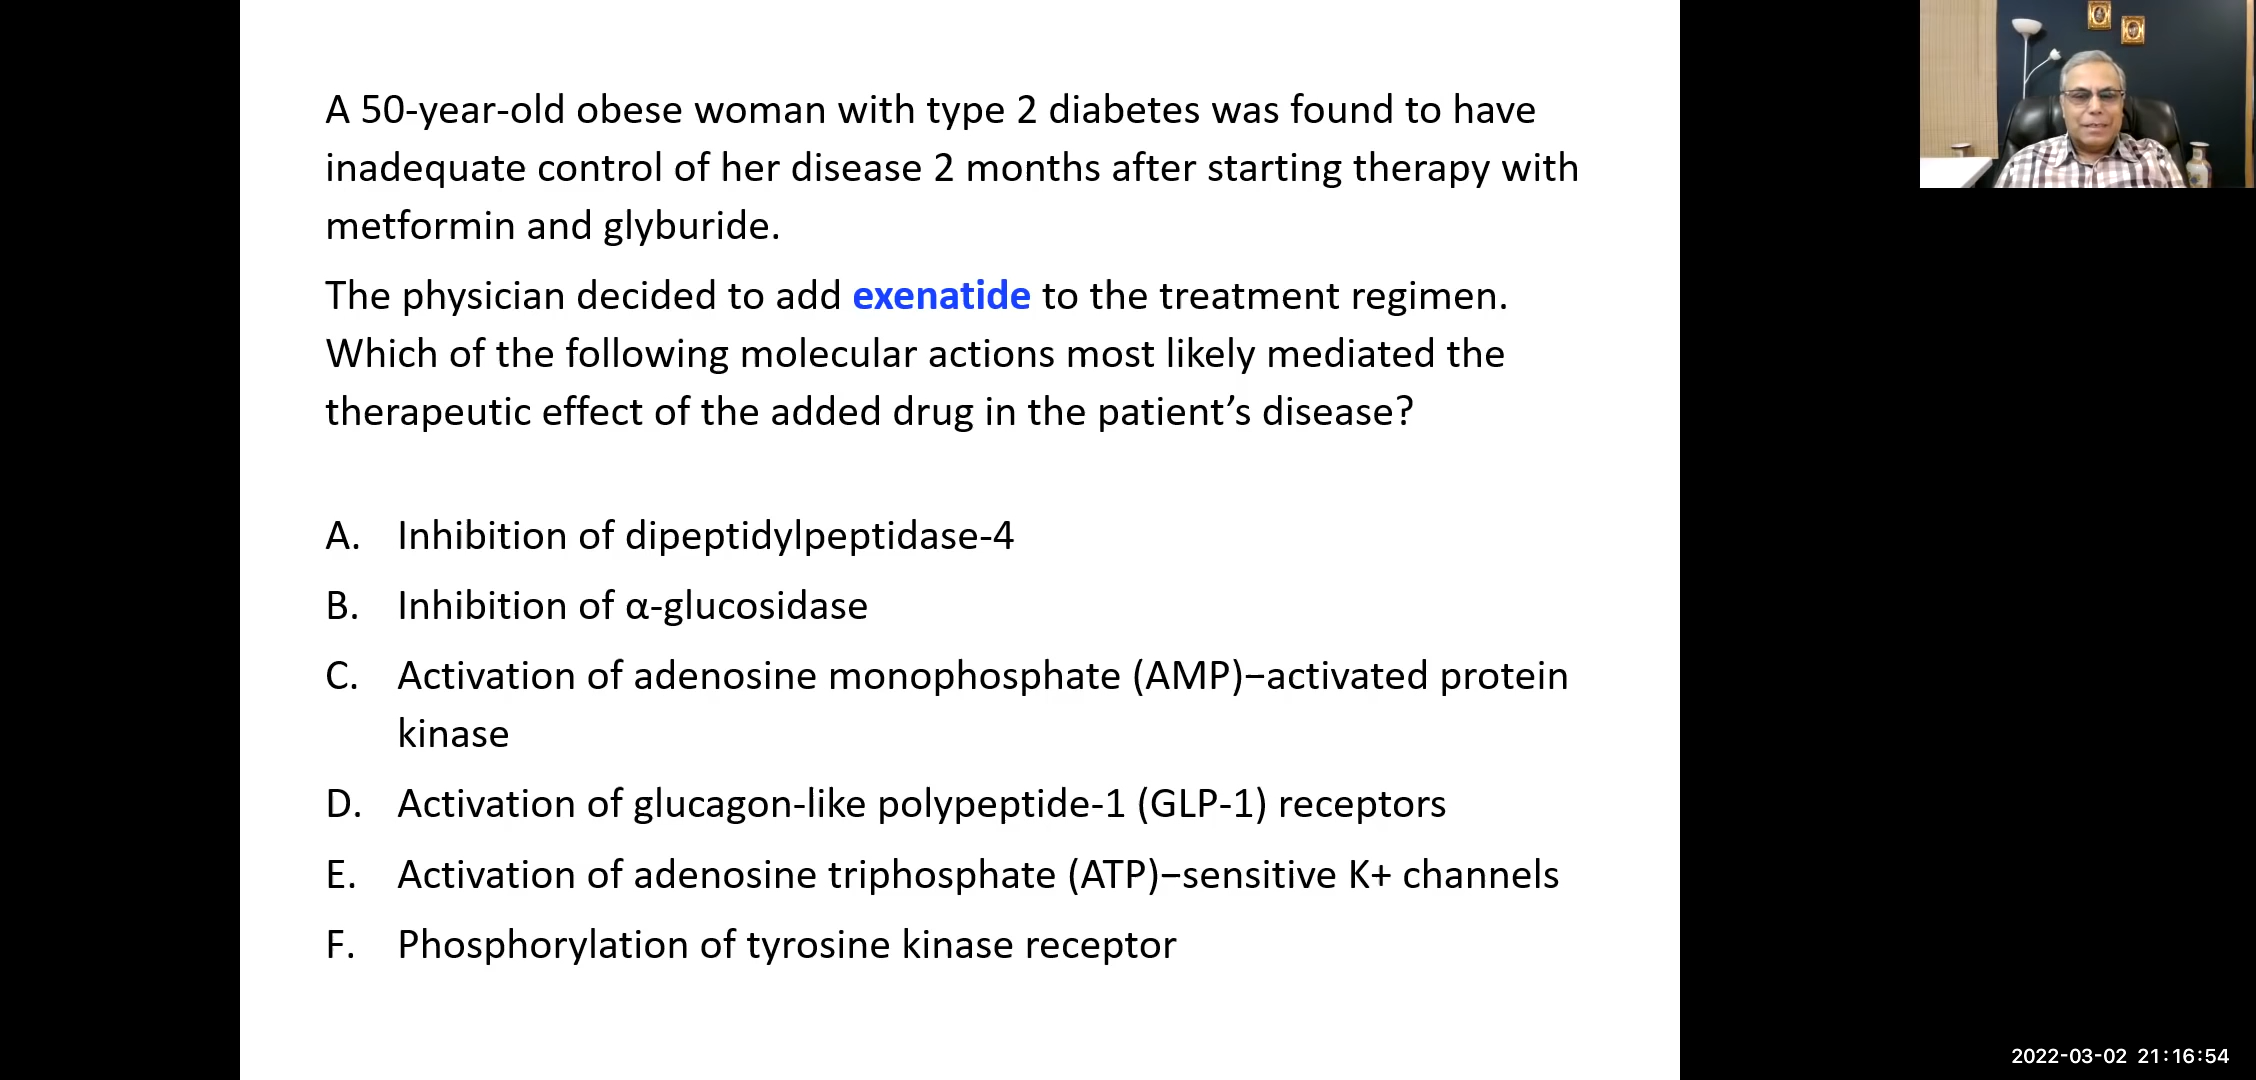 A 50-year-old obese woman with type 2 diabetes was found to have
inadequate control of her disease 2 months after starting therapy with
metformin and glyburide.
The physician decided to add exenatide to the treatment regimen.
Which of the following molecular actions most likely mediated the
therapeutic effect of the added drug in the patient’s disease?
A. Inhibition of dipeptidylpeptidase-4
B. Inhibition of α-glucosidase
C. Activation of adenosine monophosphate (AMP)−activated protein
kinase
D. Activation of glucagon-like polypeptide-1 (GLP-1) receptors
E. Activation of adenosine triphosphate (ATP)−sensitive K+ channels
F. Phosphorylation of tyrosine kinase receptor
2022-03-02 21:16:54